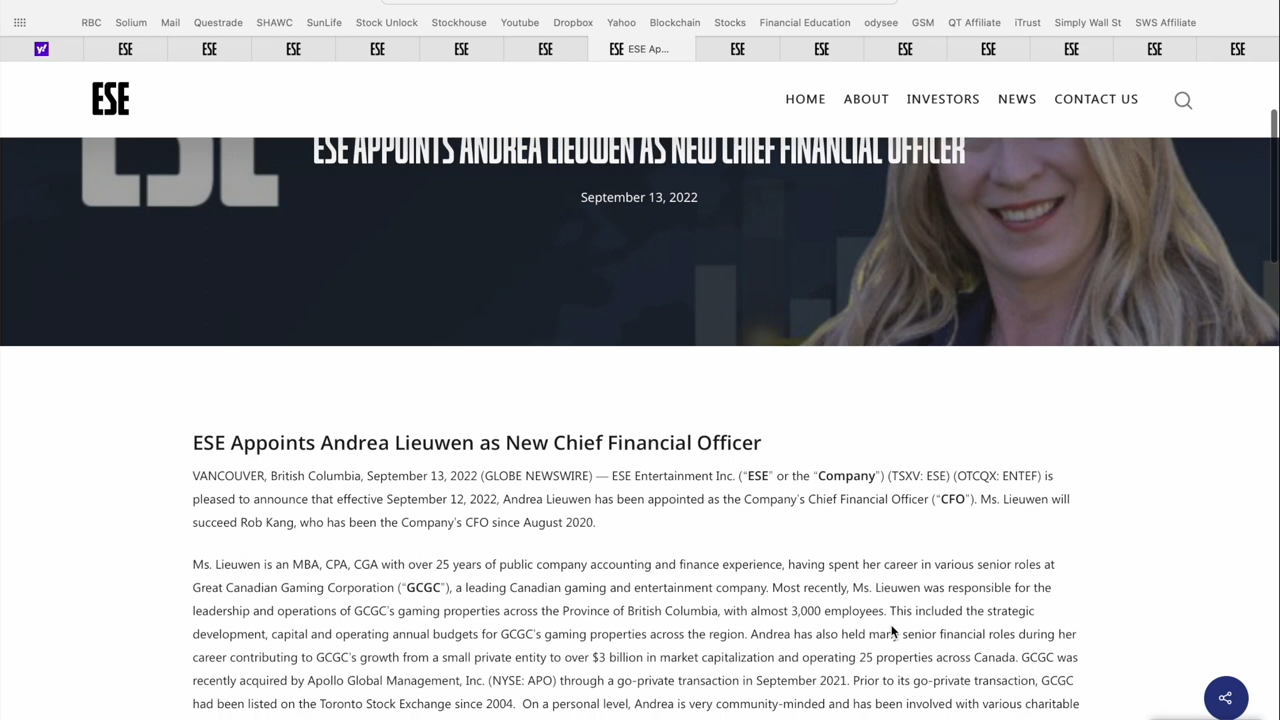 RBC Solium Mail Questrade SHAWC SunLife Stock Unlock Stockhouse Youtube Dropbox Yahoo Blockchain Stocks Financial Education odysee GSM QT Affiliate iTrust Simply Wall St SWS Affiliate
y! ESE ESE ESE ESE ESE ESE ESE ESE Ap... ESE ESE ESE ESE ESE ESE ESE
ESE HOME ABOUT INVESTORS NEWS CONTACT US
ESE
ESE APPOINTS ANDREA LIEUWEN AS NEW CHIEF FINANCIAL OFFICER
September 13, 2022
ESE Appoints Andrea Lieuwen as New Chief Financial Officer
VANCOUVER, British Columbia, September 13, 2022 (GLOBE NEWSWIRE) — ESE Entertainment Inc. (“ESE” or the “Company”) (TSXV: ESE) (OTCQX: ENTEF) is
pleased to announce that effective September 12, 2022, Andrea Lieuwen has been appointed as the Company’s Chief Financial Officer (“CFO”). Ms. Lieuwen will
succeed Rob Kang, who has been the Company’s CFO since August 2020.
Ms. Lieuwen is an MBA, CPA, CGA with over 25 years of public company accounting and finance experience, having spent her career in various senior roles at
Great Canadian Gaming Corporation (“GCGC”), a leading Canadian gaming and entertainment company. Most recently, Ms. Lieuwen was responsible for the
leadership and operations of GCGC’s gaming properties across the Province of British Columbia, with almost 3,000 employees. This included the strategic
development, capital and operating annual budgets for GCGC’s gaming properties across the region. Andrea has also held many senior financial roles during her
career contributing to GCGC’s growth from a small private entity to over $3 billion in market capitalization and operating 25 properties across Canada. GCGC was
recently acquired by Apollo Global Management, Inc. (NYSE: APO) through a go-private transaction in September 2021. Prior to its go-private transaction, GCGC
had been listed on the Toronto Stock Exchange since 2004. On a personal level, Andrea is very community-minded and has been involved with various charitable